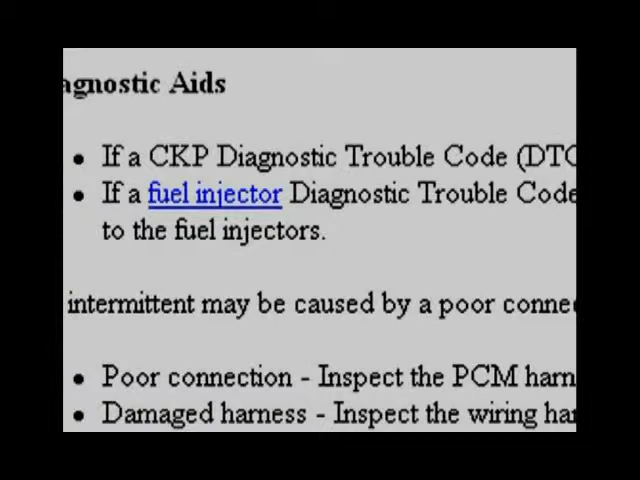 agnostic Aids
• If a CKP Diagnostic Trouble Code (DTC
• If a fuel injector Diagnostic Trouble Code
to the fuel injectors.
intermittent may be caused by a poor conne
• Poor connection - Inspect the PCM harn
• Damaged harness - Inspect the wiring har